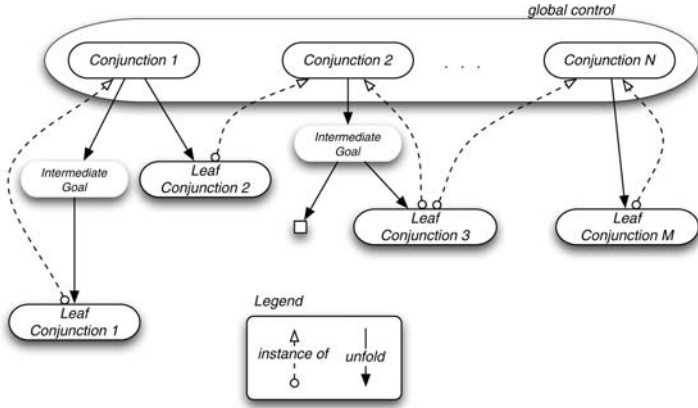 global control
Conjunction 1
Conjunction 2
. . .
Conjunction N
Intermediate
Goal
Leaf
Conjunction 2
Intermediate
Goal
Leaf
Conjunction 3
Leaf
Conjunction M
Leaf
Conjunction 1
Legend
instance of
unfold